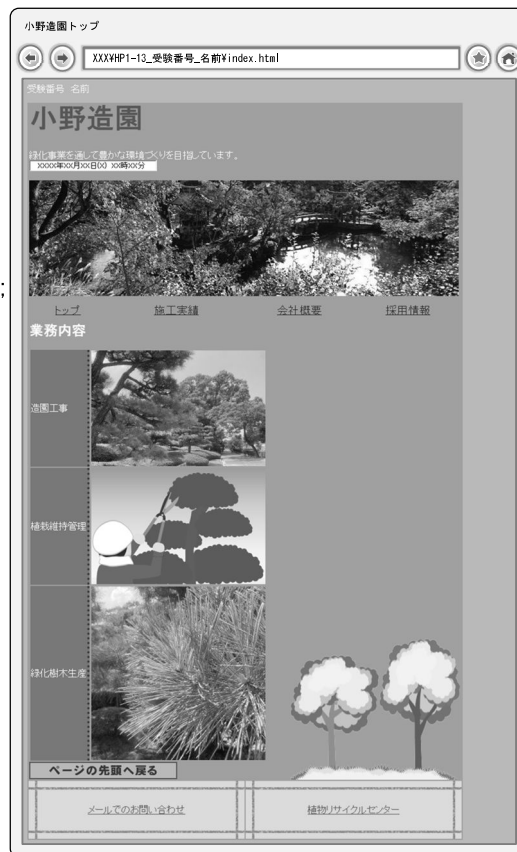 小野造園トップ
XXX¥HP1-13_受験番号_名前¥index.html
受験番号 名前
小野造園
緑化事業を通して豊かな環境づくりを目指しています。
xxxx年xx月xx日(x) xx時xx分
;
トップ 施工実績 会社概要 採用情報
業務内容
造園工事
植栽維持管理
緑化樹木生産
ページの先頭へ戻る
メールでのお問い合わせ 植物リサイクルセンター